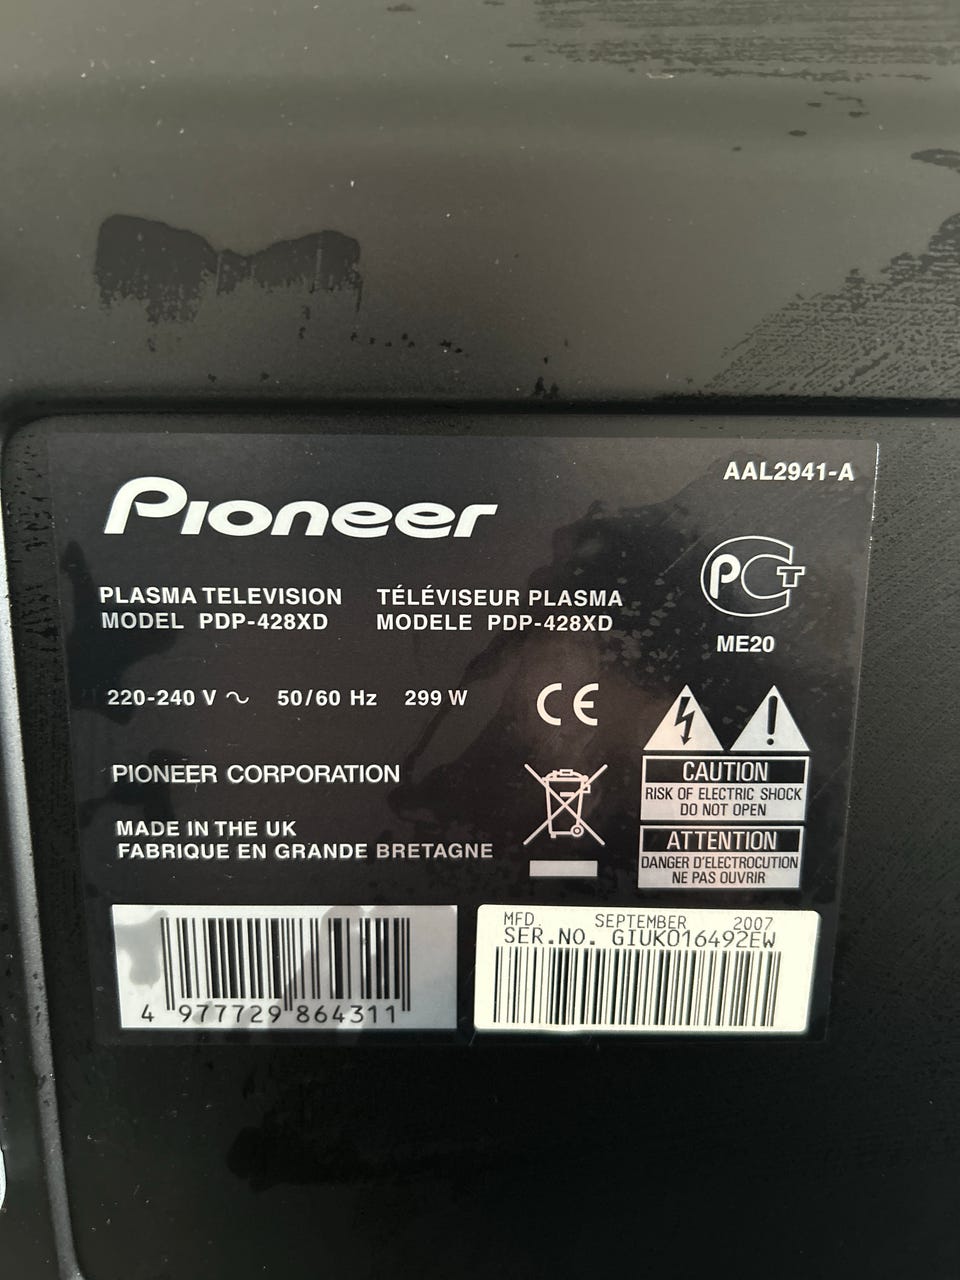 AAL2941-A
Pioneer
PLASMA TELEVISION
MODEL PDP-428XD
TÉLÉVISEUR PLASMA
MODELE PDP-428XD
PCT
ME20
220-240 V ~ 50/60 Hz 299 W
CE
PIONEER CORPORATION
MADE IN THE UK
FABRIQUE EN GRANDE BRETAGNE
CAUTION
RISK OF ELECTRIC SHOCK
DO NOT OPEN
ATTENTION
DANGER D'ELECTROCUTION
NE PAS OUVRIR
4 977729 864311
MFD. SEPTEMBER 2007
SER.NO. GIUKO16492EW